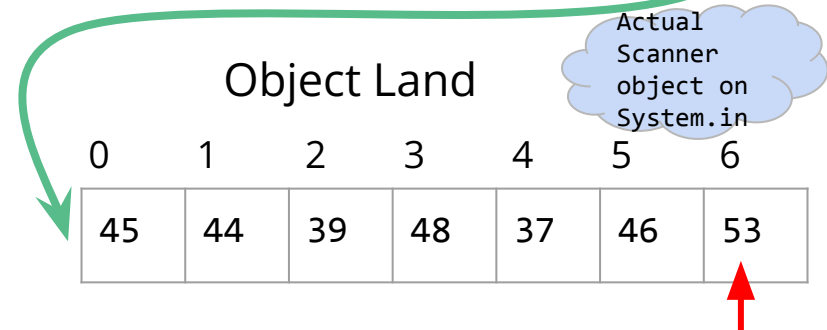 Actual
Scanner
object on
System.in
Object Land
0 1 2 3 4 5 6
45 44 39 48 37 46 53